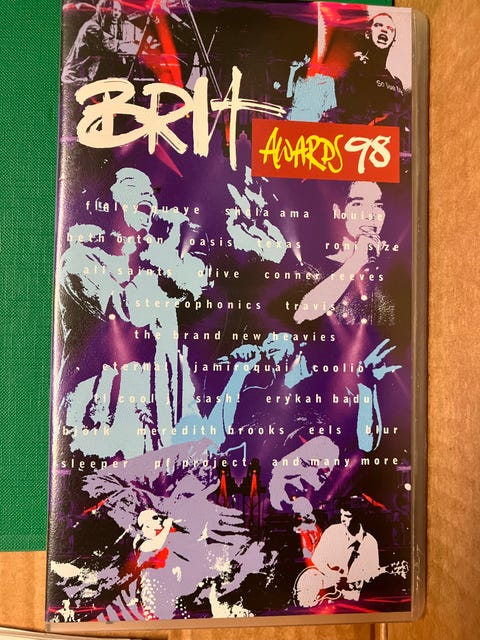 BRIT
AWARDS 98
finley quaye shola ama louise
beth orton oasis texas roni size
all saints olive conner reeves
stereophonics travis
the brand new heavies
eternal jamiroquai coolio
ll cool j sash! erykah badu
björk meredith brooks eels blur
sleeper pf project and many more